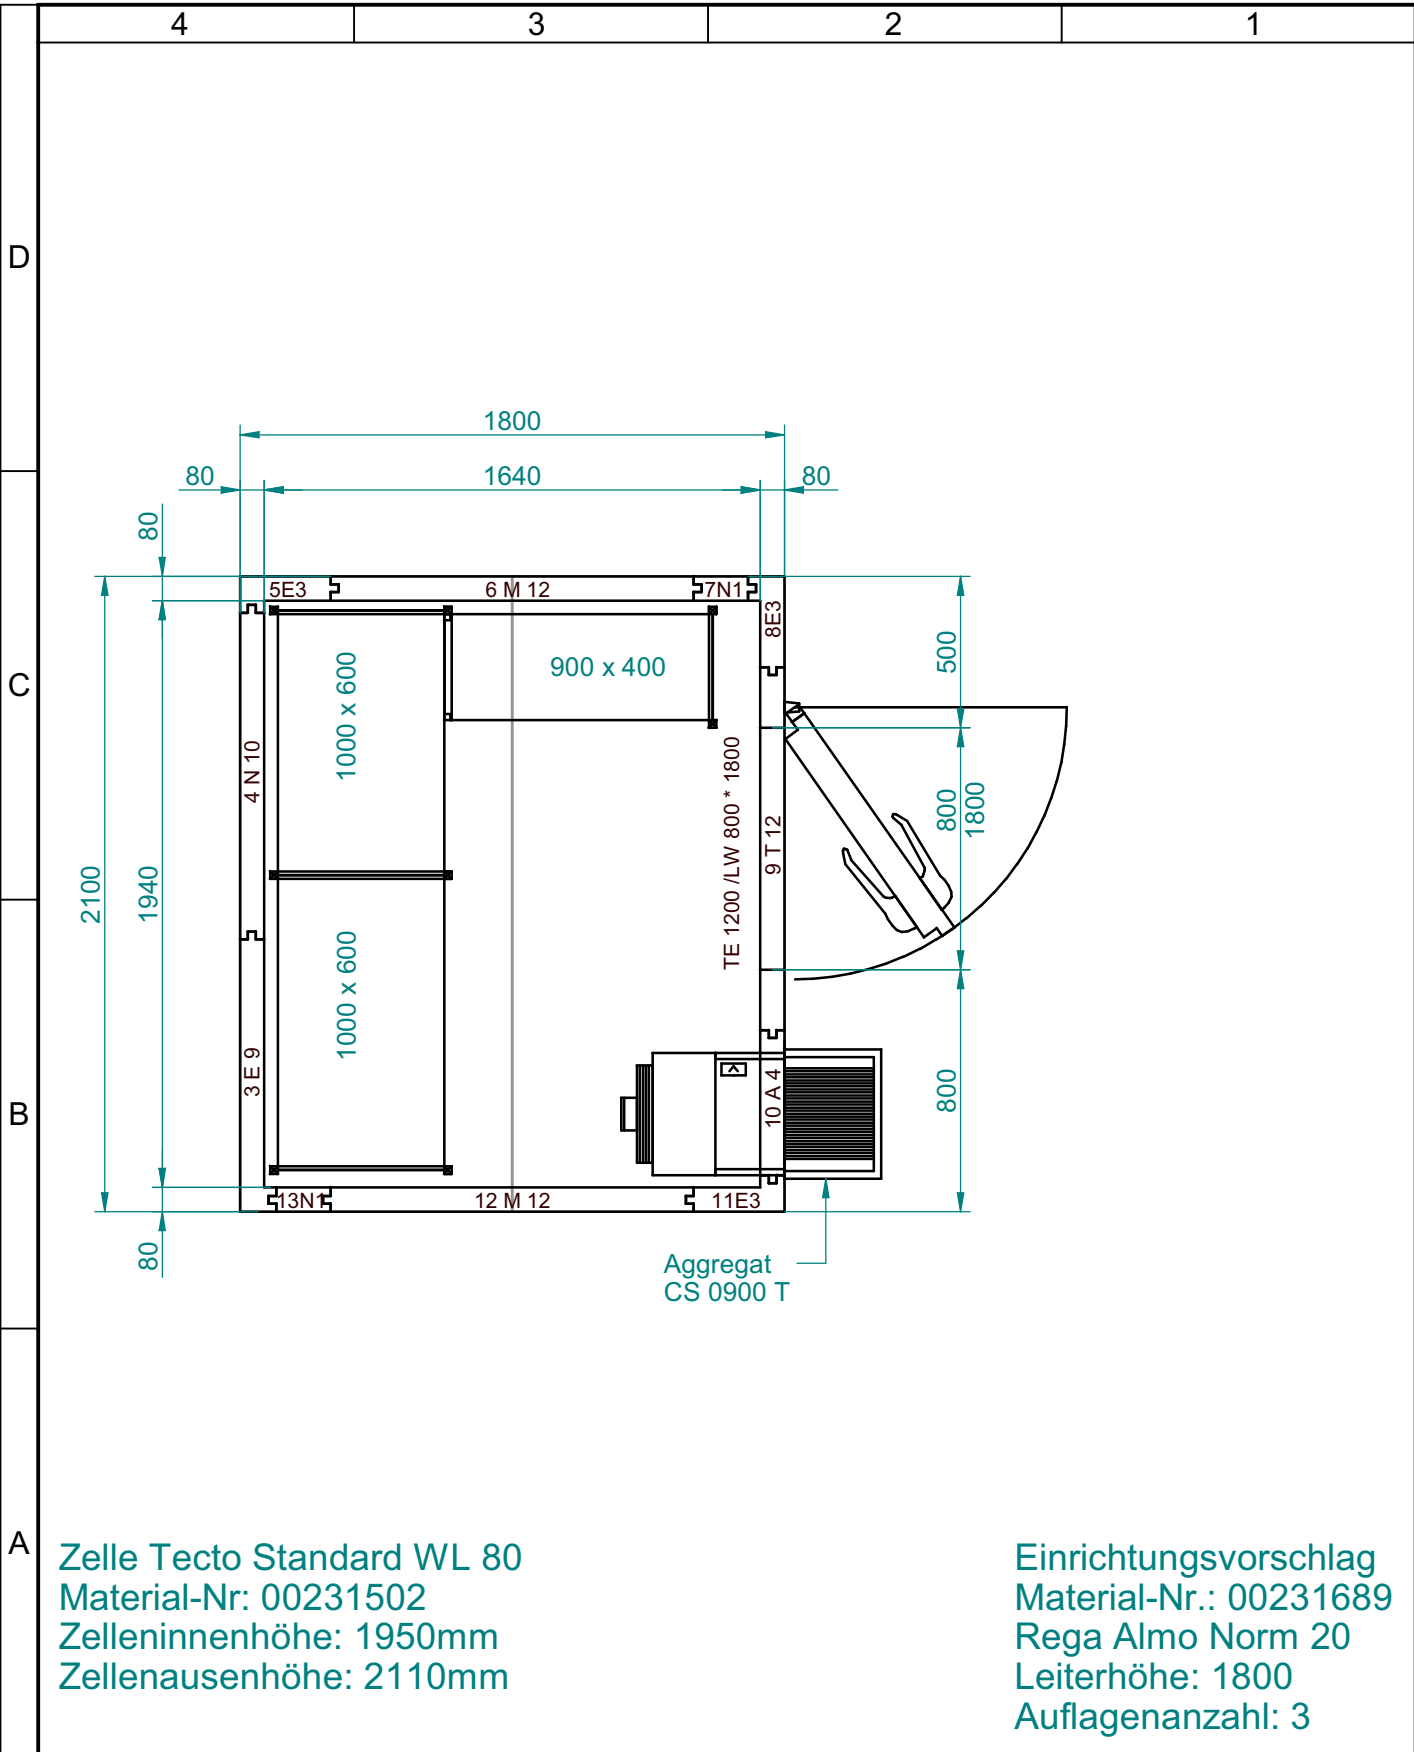 4 3 2 1
D
C
B
A
1800
80 1640 80
80
5E3 6 M 12 7N1
8E3
500
900 x 400
1000 x 600
4 N 10
TE 1200 /LW 800 * 1800
9 T 12
800
1800
2100
1940
1000 x 600
3 E 9
10 A 4
800
13N1 12 M 12 11E3
80
Aggregat
CS 0900 T
Zelle Tecto Standard WL 80
Material-Nr: 00231502
Zelleninnenhöhe: 1950mm
Zellenausenhöhe: 2110mm
Einrichtungsvorschlag
Material-Nr.: 00231689
Rega Almo Norm 20
Leiterhöhe: 1800
Auflagenanzahl: 3